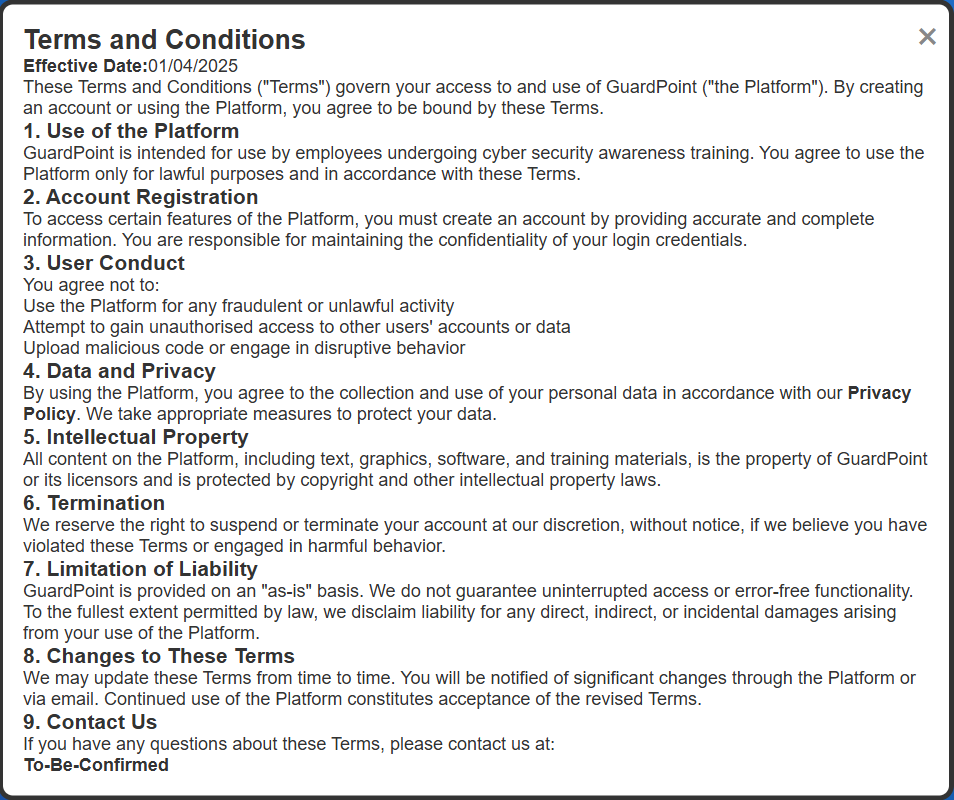 Terms and Conditions
Effective Date:01/04/2025
These Terms and Conditions ("Terms") govern your access to and use of GuardPoint ("the Platform"). By creating
an account or using the Platform, you agree to be bound by these Terms.
1. Use of the Platform
GuardPoint is intended for use by employees undergoing cyber security awareness training. You agree to use the
Platform only for lawful purposes and in accordance with these Terms.
2. Account Registration
To access certain features of the Platform, you must create an account by providing accurate and complete
information. You are responsible for maintaining the confidentiality of your login credentials.
3. User Conduct
You agree not to:
Use the Platform for any fraudulent or unlawful activity
Attempt to gain unauthorised access to other users' accounts or data
Upload malicious code or engage in disruptive behavior
4. Data and Privacy
By using the Platform, you agree to the collection and use of your personal data in accordance with our Privacy
Policy. We take appropriate measures to protect your data.
5. Intellectual Property
All content on the Platform, including text, graphics, software, and training materials, is the property of GuardPoint
or its licensors and is protected by copyright and other intellectual property laws.
6. Termination
We reserve the right to suspend or terminate your account at our discretion, without notice, if we believe you have
violated these Terms or engaged in harmful behavior.
7. Limitation of Liability
GuardPoint is provided on an "as-is" basis. We do not guarantee uninterrupted access or error-free functionality.
To the fullest extent permitted by law, we disclaim liability for any direct, indirect, or incidental damages arising
from your use of the Platform.
8. Changes to These Terms
We may update these Terms from time to time. You will be notified of significant changes through the Platform or
via email. Continued use of the Platform constitutes acceptance of the revised Terms.
9. Contact Us
If you have any questions about these Terms, please contact us at:
To-Be-Confirmed